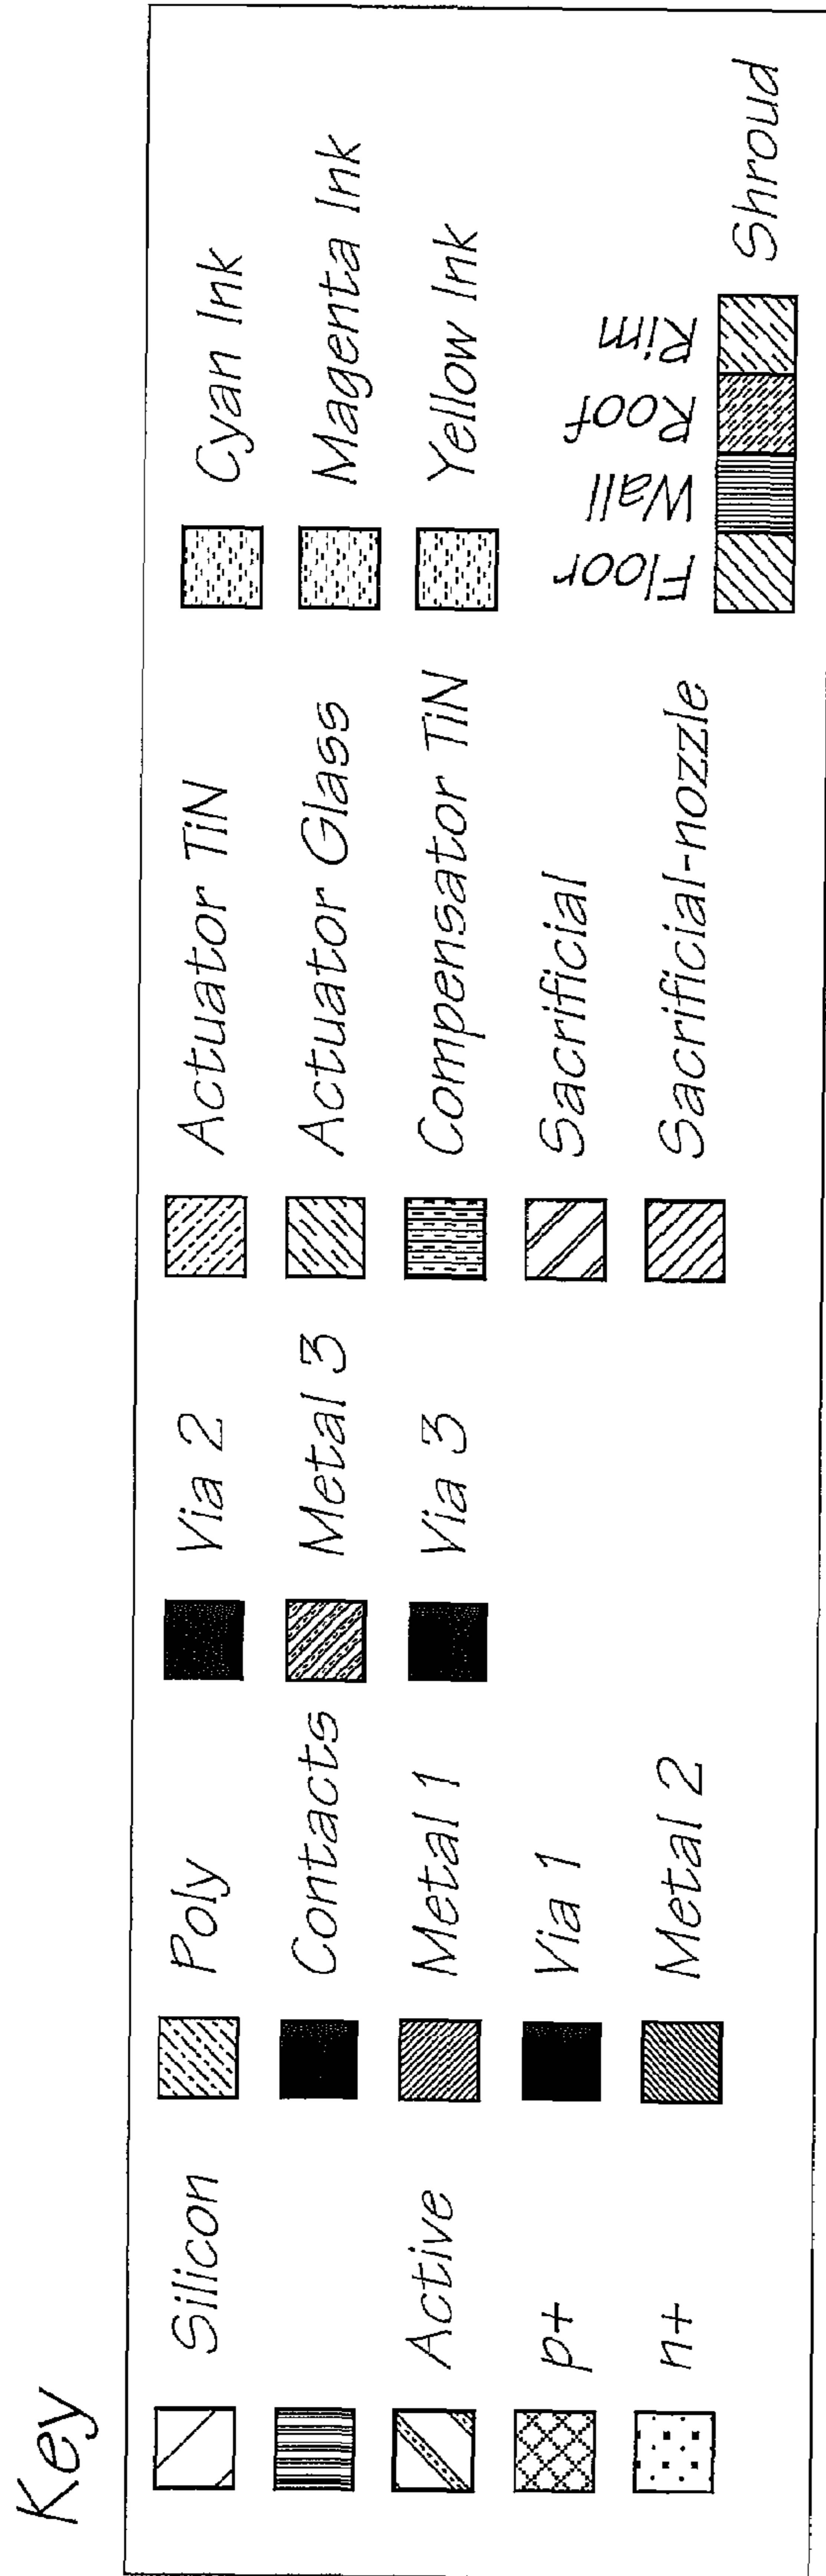 Key
Silicon
Active
p+
n+
Poly
Contacts
Metal 1
Via 1
Metal 2
Via 2
Metal 3
Via 3
Actuator TiN
Actuator Glass
Compensator TiN
Sacrificial
Sacrificial-nozzle
Cyan Ink
Magenta Ink
Yellow Ink
Floor
Wall
Roof
Rim
Shroud